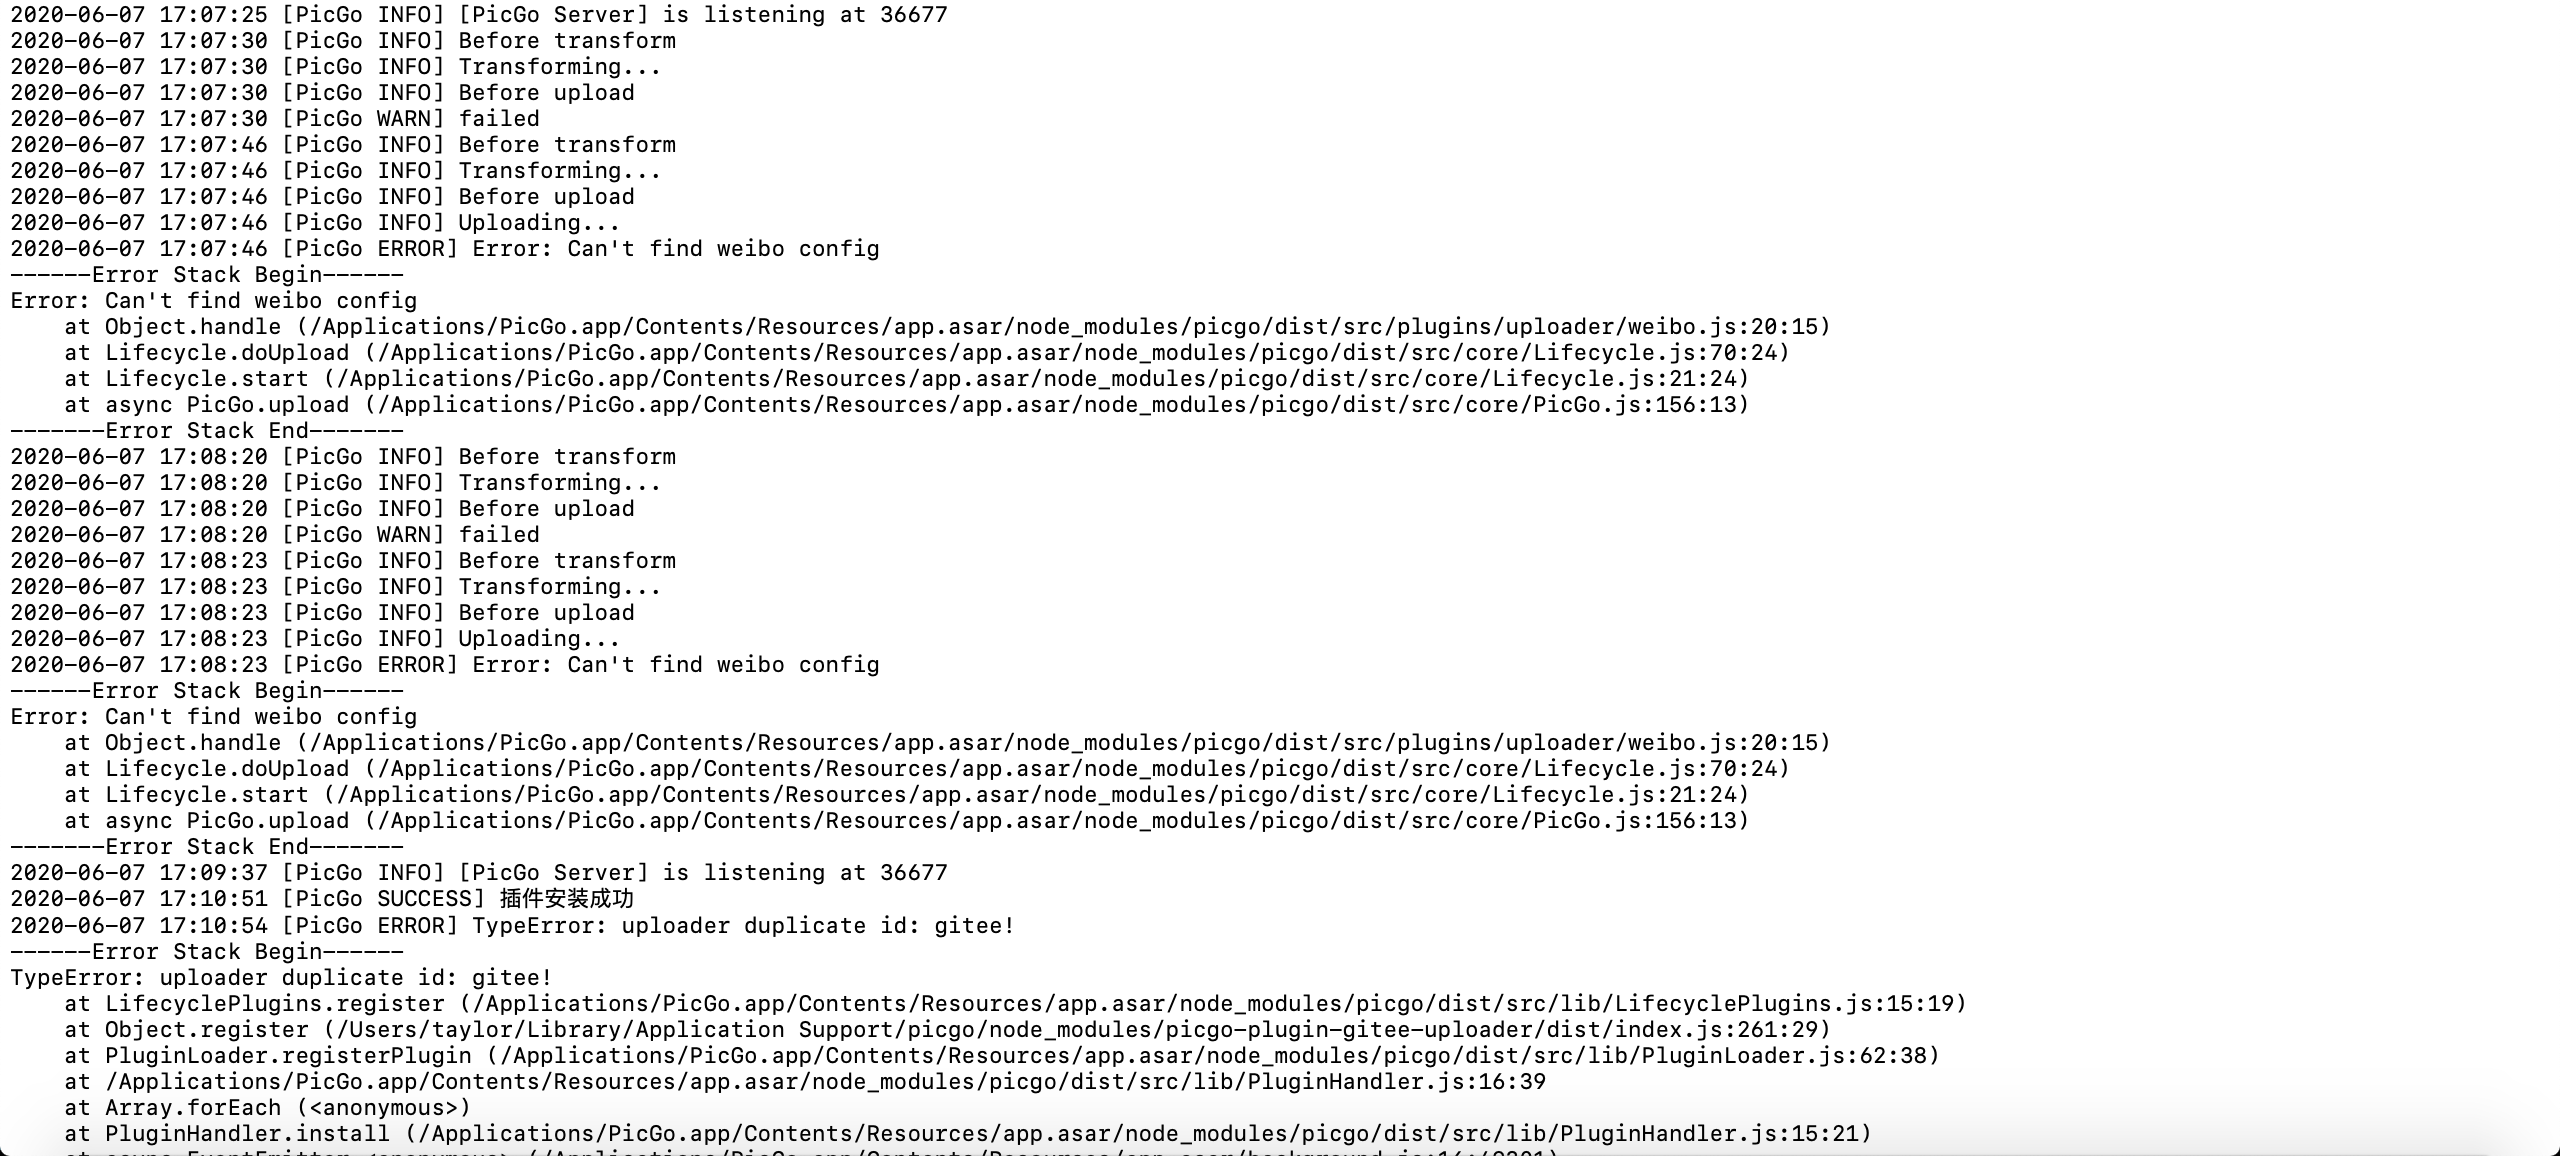 2020-06-07 17:07:25 [PicGo INFO] [PicGo Server] is listening at 36677
2020-06-07 17:07:30 [PicGo INFO] Before transform
2020-06-07 17:07:30 [PicGo INFO] Transforming...
2020-06-07 17:07:30 [PicGo INFO] Before upload
2020-06-07 17:07:30 [PicGo WARN] failed
2020-06-07 17:07:46 [PicGo INFO] Before transform
2020-06-07 17:07:46 [PicGo INFO] Transforming...
2020-06-07 17:07:46 [PicGo INFO] Before upload
2020-06-07 17:07:46 [PicGo INFO] Uploading...
2020-06-07 17:07:46 [PicGo ERROR] Error: Can't find weibo config
------Error Stack Begin------
Error: Can't find weibo config
    at Object.handle (/Applications/PicGo.app/Contents/Resources/app.asar/node_modules/picgo/dist/src/plugins/uploader/weibo.js:20:15)
    at Lifecycle.doUpload (/Applications/PicGo.app/Contents/Resources/app.asar/node_modules/picgo/dist/src/core/Lifecycle.js:70:24)
    at Lifecycle.start (/Applications/PicGo.app/Contents/Resources/app.asar/node_modules/picgo/dist/src/core/Lifecycle.js:21:24)
    at async PicGo.upload (/Applications/PicGo.app/Contents/Resources/app.asar/node_modules/picgo/dist/src/core/PicGo.js:156:13)
-------Error Stack End-------
2020-06-07 17:08:20 [PicGo INFO] Before transform
2020-06-07 17:08:20 [PicGo INFO] Transforming...
2020-06-07 17:08:20 [PicGo INFO] Before upload
2020-06-07 17:08:20 [PicGo WARN] failed
2020-06-07 17:08:23 [PicGo INFO] Before transform
2020-06-07 17:08:23 [PicGo INFO] Transforming...
2020-06-07 17:08:23 [PicGo INFO] Before upload
2020-06-07 17:08:23 [PicGo INFO] Uploading...
2020-06-07 17:08:23 [PicGo ERROR] Error: Can't find weibo config
------Error Stack Begin------
Error: Can't find weibo config
    at Object.handle (/Applications/PicGo.app/Contents/Resources/app.asar/node_modules/picgo/dist/src/plugins/uploader/weibo.js:20:15)
    at Lifecycle.doUpload (/Applications/PicGo.app/Contents/Resources/app.asar/node_modules/picgo/dist/src/core/Lifecycle.js:70:24)
    at Lifecycle.start (/Applications/PicGo.app/Contents/Resources/app.asar/node_modules/picgo/dist/src/core/Lifecycle.js:21:24)
    at async PicGo.upload (/Applications/PicGo.app/Contents/Resources/app.asar/node_modules/picgo/dist/src/core/PicGo.js:156:13)
-------Error Stack End-------
2020-06-07 17:09:37 [PicGo INFO] [PicGo Server] is listening at 36677
2020-06-07 17:10:51 [PicGo SUCCESS] 插件安装成功
2020-06-07 17:10:54 [PicGo ERROR] TypeError: uploader duplicate id: gitee!
------Error Stack Begin------
TypeError: uploader duplicate id: gitee!
    at LifecyclePlugins.register (/Applications/PicGo.app/Contents/Resources/app.asar/node_modules/picgo/dist/src/lib/LifecyclePlugins.js:15:19)
    at Object.register (/Users/taylor/Library/Application Support/picgo/node_modules/picgo-plugin-gitee-uploader/dist/index.js:261:29)
    at PluginLoader.registerPlugin (/Applications/PicGo.app/Contents/Resources/app.asar/node_modules/picgo/dist/src/lib/PluginLoader.js:62:38)
    at /Applications/PicGo.app/Contents/Resources/app.asar/node_modules/picgo/dist/src/lib/PluginHandler.js:16:39
    at Array.forEach (<anonymous>)
    at PluginHandler.install (/Applications/PicGo.app/Contents/Resources/app.asar/node_modules/picgo/dist/src/lib/PluginHandler.js:15:21)